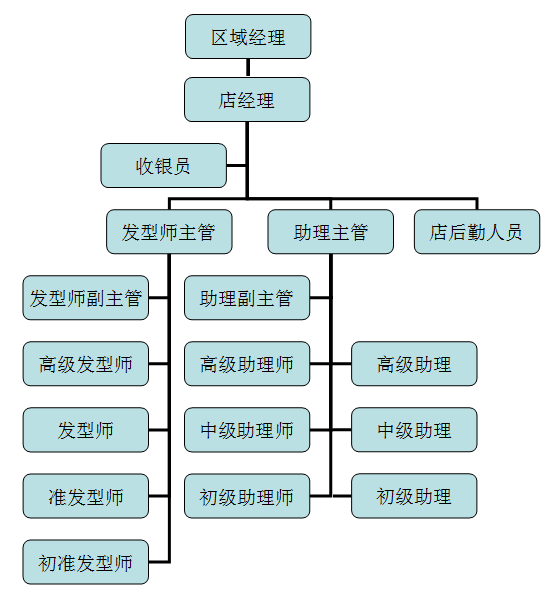 区域经理
店经理
收银员
发型师主管
助理主管
店后勤人员
发型师副主管
助理副主管
高级发型师
高级助理师
高级助理
发型师
中级助理师
中级助理
准发型师
初级助理师
初级助理
初准发型师